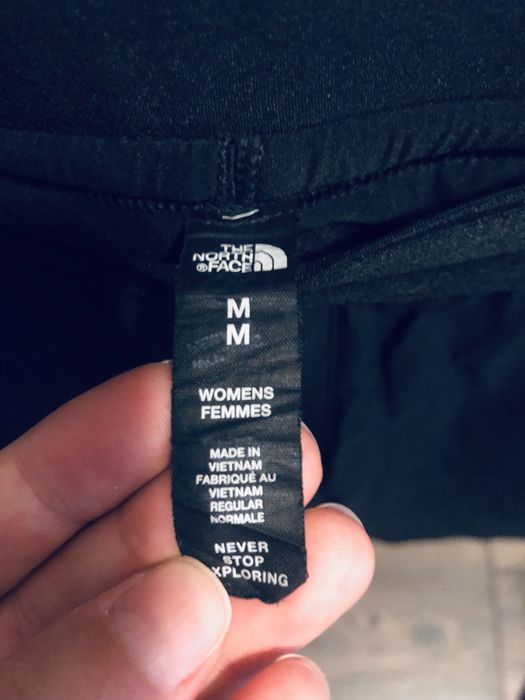 THE
NORTH
®FACE
M
M
WOMENS
FEMMES
MADE IN
VIETNAM
FABRIQUÉ AU
VIETNAM
REGULAR
NORMALE
NEVER
STOP
XPLORING